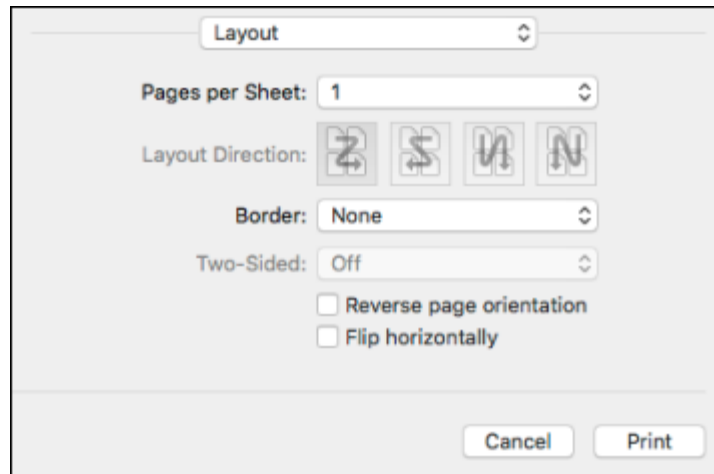 Layout
Pages per Sheet: 1
Layout Direction:
Border: None
Two-Sided: Off
Reverse page orientation
Flip horizontally
Cancel Print